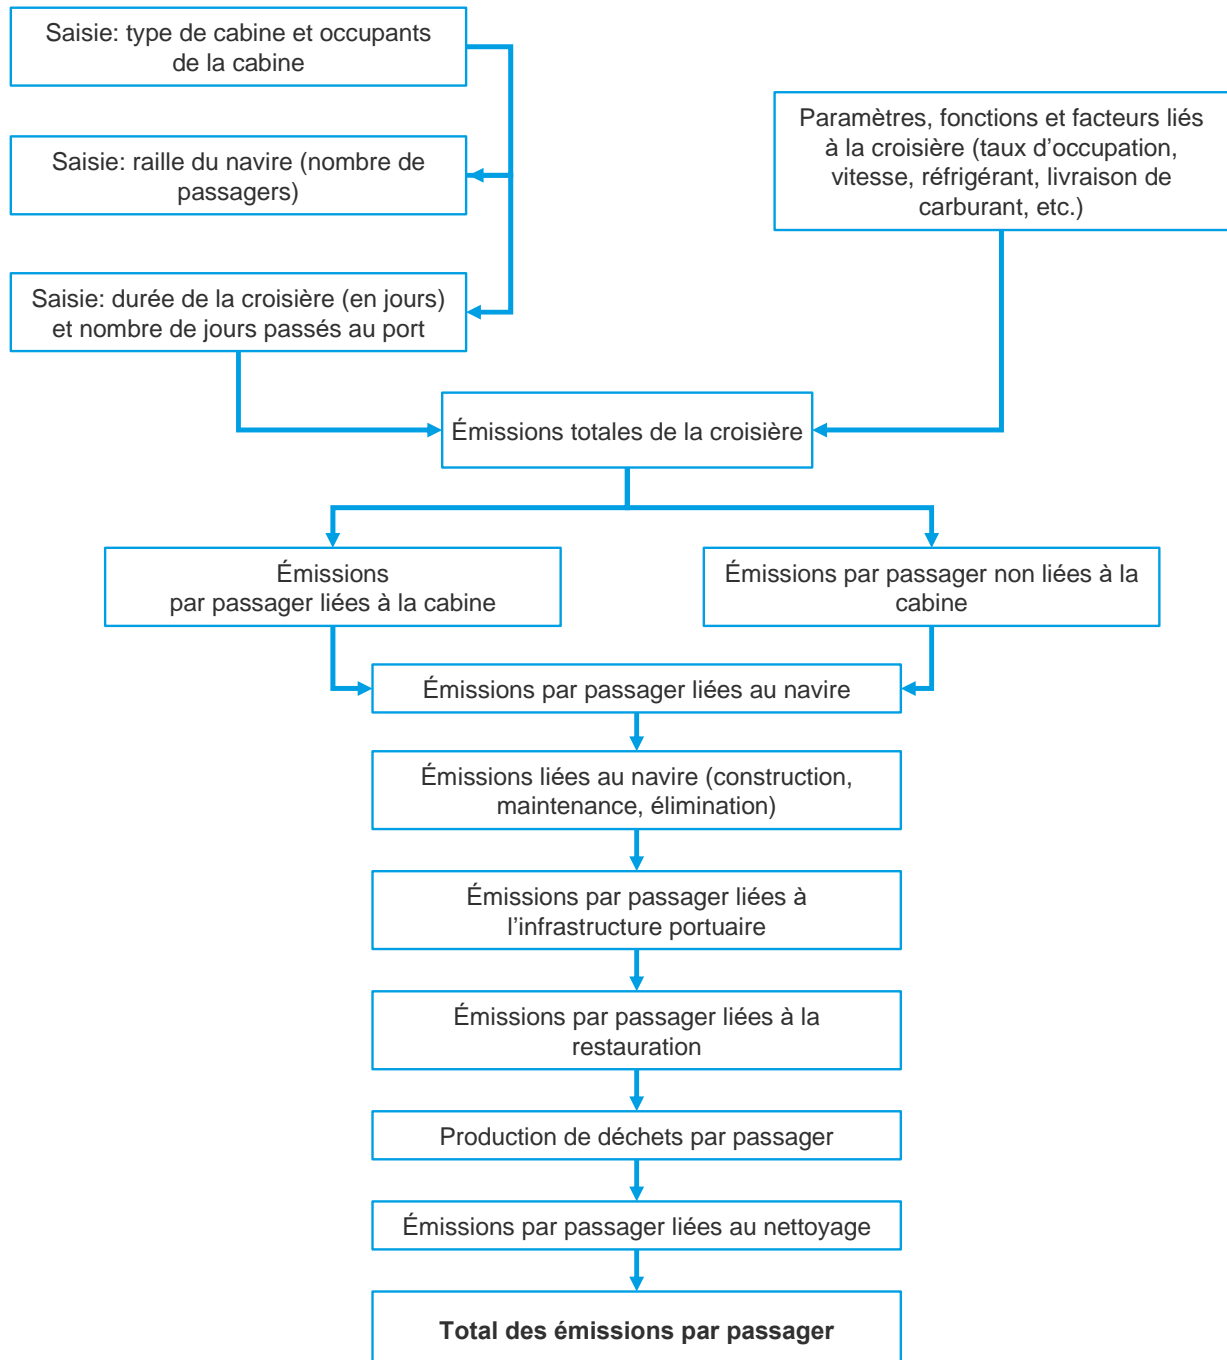 Saisie: type de cabine et occupants
de la cabine
Paramètres, fonctions et facteurs liés
à la croisière (taux d’occupation,
vitesse, réfrigérant, livraison de
carburant, etc.)
Saisie: raille du navire (nombre de
passagers)
Saisie: durée de la croisière (en jours)
et nombre de jours passés au port
Émissions totales de la croisière
Émissions
par passager liées à la cabine
Émissions par passager non liées à la
cabine
Émissions par passager liées au navire
Émissions liées au navire (construction,
maintenance, élimination)
Émissions par passager liées à
l’infrastructure portuaire
Émissions par passager liées à la
restauration
Production de déchets par passager
Émissions par passager liées au nettoyage
Total des émissions par passager